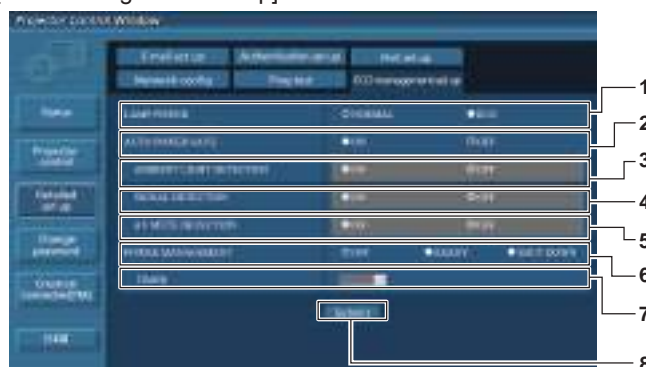 Projector Control Window
E-mail set up
Authentication set up
Net set up
Network config
Ping test
ECO management set up
Status
LAMP POWER
NORMAL
ECO
1
AUTO POWER SAVE
ON
OFF
2
Projector control
AMBIENT LIGHT DETECTION
ON
OFF
3
Detailed set up
SIGNAL DETECTION
ON
OFF
4
AV MUTE DETECTION
ON
OFF
5
Change password
POWER MANAGEMENT
OFF
READY
SHUT DOWN
6
TIMER
7
Submit
8